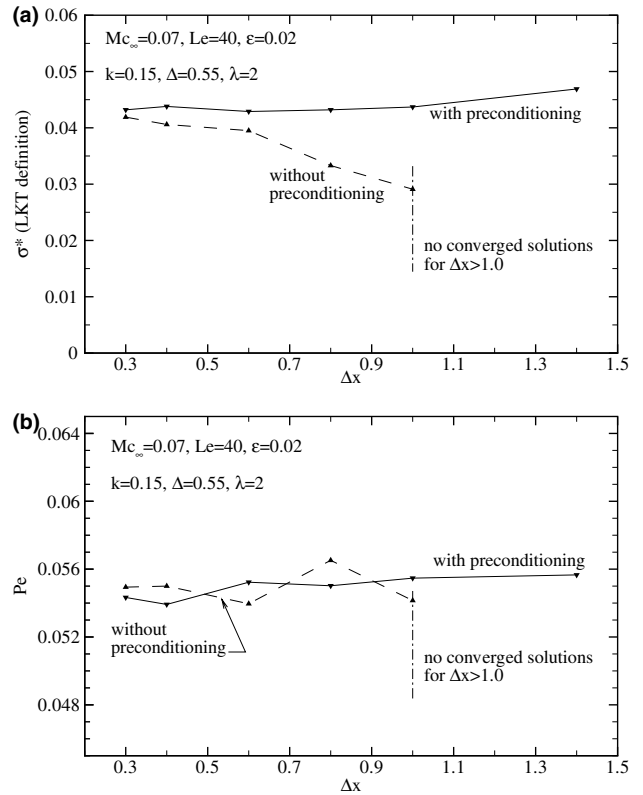 (a)
0.06
0.05
0.04
0.03
0.02
0.01
0
σ* (LKT definition)
Mc∞=0.07, Le=40, ε=0.02
k=0.15, Δ=0.55, λ=2
with preconditioning
without
preconditioning
no converged solutions
for Δx>1.0
0.3 0.5 0.7 0.9 1.1 1.3 1.5
Δx
(b)
0.064
0.06
0.056
0.052
0.048
Pe
Mc∞=0.07, Le=40, ε=0.02
k=0.15, Δ=0.55, λ=2
with preconditioning
without
preconditioning
no converged solutions
for Δx>1.0
0.3 0.5 0.7 0.9 1.1 1.3 1.5
Δx